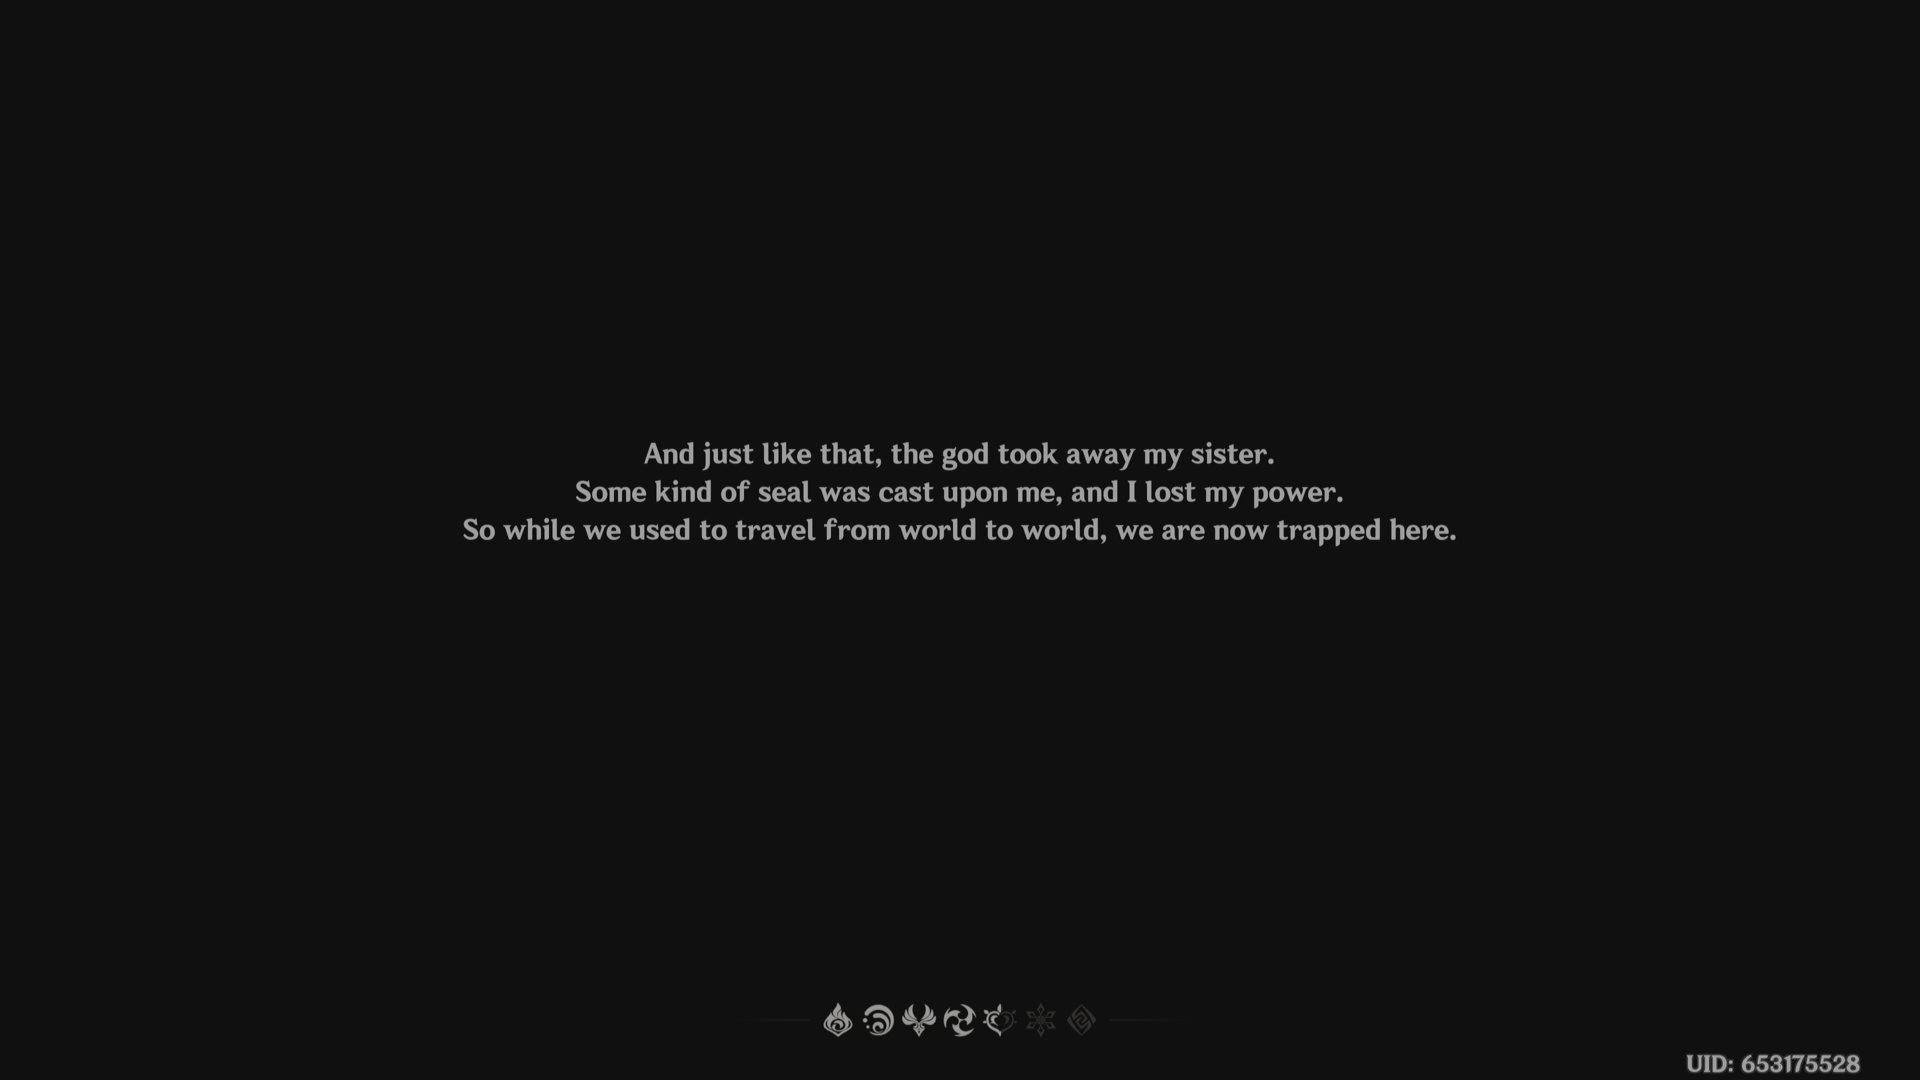 And just like that, the god took away my sister.
Some kind of seal was cast upon me, and I lost my power.
So while we used to travel from world to world, we are now trapped here.
UID: 653175528